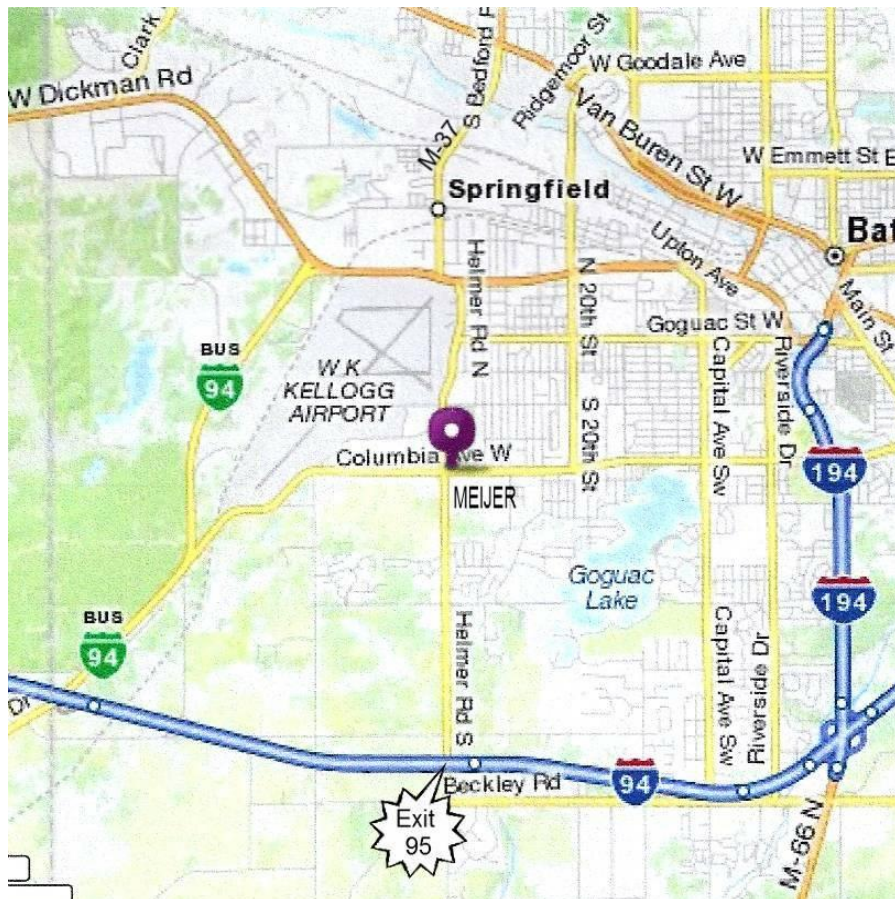 Clark
W Dickman Rd
S Bedford R
Ridgemoor St
W Goodale Ave
Van Buren St W
M-37
W Emmett St E
Springfield
Bat
Upton Ave
Helmer Rd N
N 20th St
Main St
Goguac St W
BUS
94
W K
KELLOGG
AIRPORT
Capital Ave Sw
Riverside Dr
S 20th St
Columbia Ave W
194
MEIJER
Goguac
Lake
194
BUS
94
Helmer Rd S
Capital Ave Sw
Riverside Dr
Dr
94
Beckley Rd
Exit
95
M-66 N